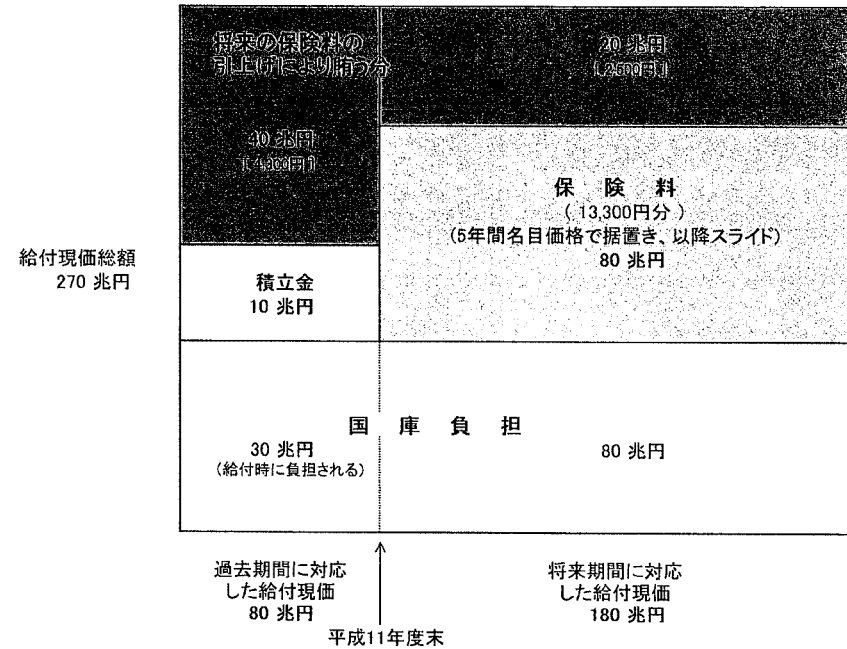 将来の保険料の
引上げにより賄う分
40 兆円
20 兆円
保 険 料
( 13,300円分 )
(5年間名目価格で据置き、以降スライド)
80 兆円
給付現価総額
270 兆円
積立金
10 兆円
国 庫 負 担
30 兆円
(給付時に負担される)
80 兆円
過去期間に対応
した給付現価
80 兆円
将来期間に対応
した給付現価
180 兆円
平成11年度末